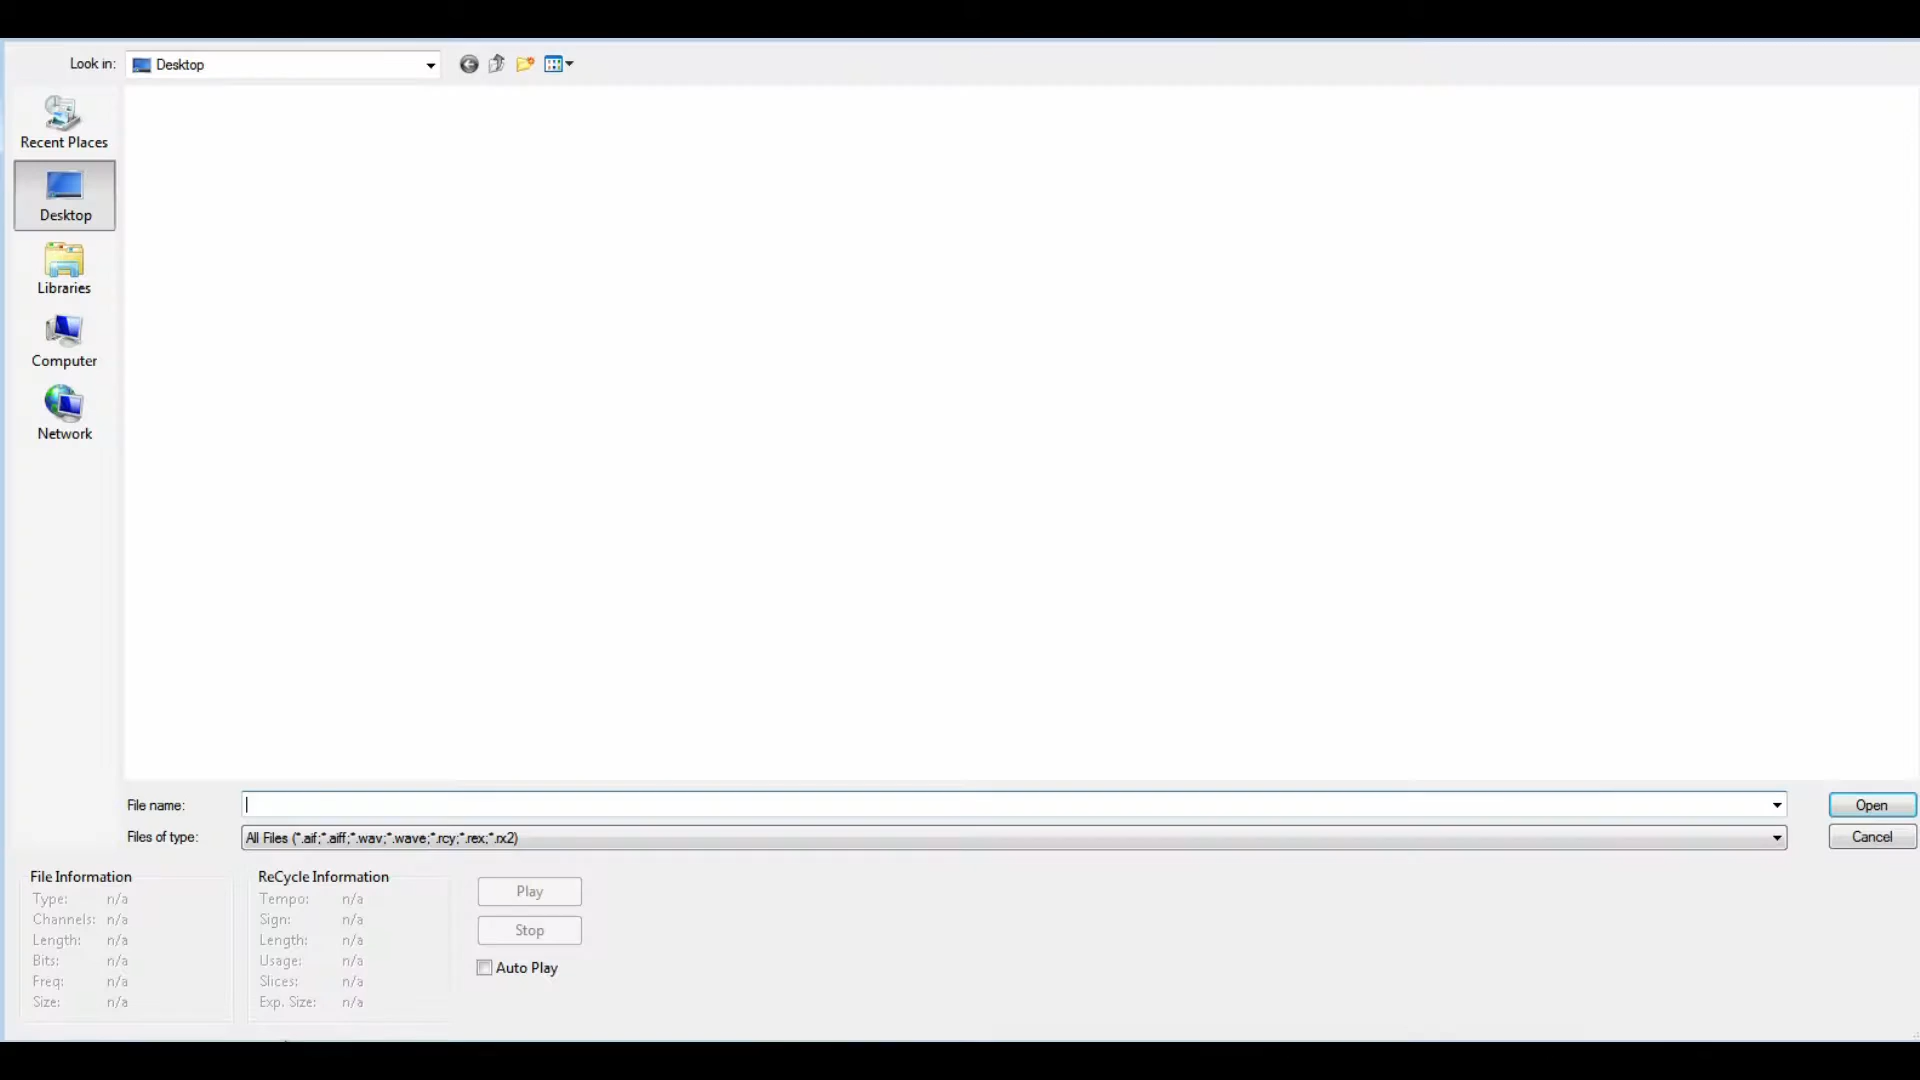 Look in: Desktop
Recent Places
Desktop
Libraries
Computer
Network
File name:
Open
Files of type: All Files (*.aif;*.aiff;*.wav;*.wave;*.rcy;*.rex;*.rx2)
Cancel
File Information
Type: n/a
Channels: n/a
Length: n/a
Bits: n/a
Freq: n/a
Size: n/a
ReCycle Information
Tempo: n/a
Sign: n/a
Length: n/a
Usage: n/a
Slices: n/a
Exp. Size: n/a
Play
Stop
Auto Play